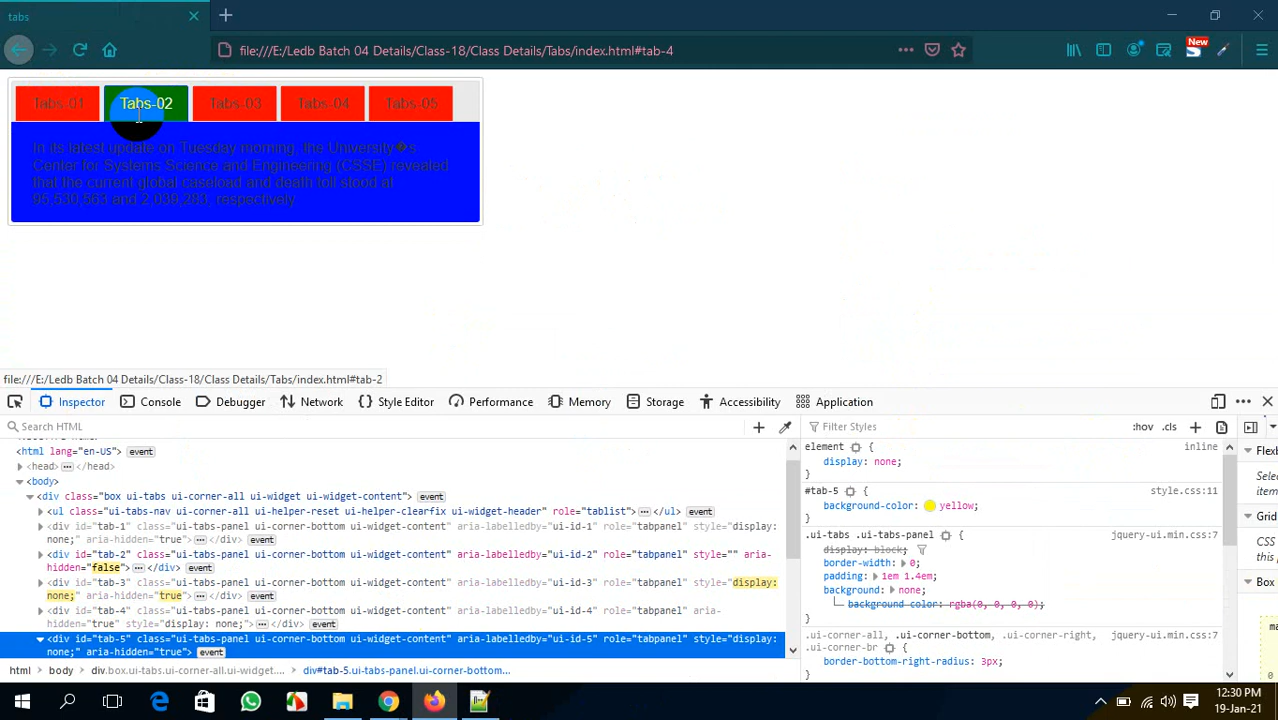 tabs
file:///E:/Ledb Batch 04 Details/Class-18/Class Details/Tabs/index.html#tab-4
New
Tabs-01 Tabs-02 Tabs-03 Tabs-04 Tabs-05
In its latest update on Tuesday morning, the University�s
Center for Systems Science and Engineering (CSSE) revealed
that the current global caseload and death toll stood at
95,530,563 and 2,039,283, respectively.
file:///E:/Ledb Batch 04 Details/Class-18/Class Details/Tabs/index.html#tab-2
Inspector Console Debugger Network Style Editor Performance Memory Storage Accessibility Application
Search HTML
Filter Styles :hov .cls
<html lang="en-US"> event
<head> </head>
<body>
<div class="box ui-tabs ui-corner-all ui-widget ui-widget-content"> event
<ul class="ui-tabs-nav ui-corner-all ui-helper-reset ui-helper-clearfix ui-widget-header" role="tablist"> </ul> event
<div id="tab-1" class="ui-tabs-panel ui-corner-bottom ui-widget-content" aria-labelledby="ui-id-1" role="tabpanel" style="display:
none;" aria-hidden="true"> </div> event
<div id="tab-2" class="ui-tabs-panel ui-corner-bottom ui-widget-content" aria-labelledby="ui-id-2" role="tabpanel" style="" aria-
hidden="false"> </div> event
<div id="tab-3" class="ui-tabs-panel ui-corner-bottom ui-widget-content" aria-labelledby="ui-id-3" role="tabpanel" style="display:
none;" aria-hidden="true"> </div> event
<div id="tab-4" class="ui-tabs-panel ui-corner-bottom ui-widget-content" aria-labelledby="ui-id-4" role="tabpanel" aria-
hidden="true" style="display: none;"> </div> event
<div id="tab-5" class="ui-tabs-panel ui-corner-bottom ui-widget-content" aria-labelledby="ui-id-5" role="tabpanel" style="display:
none;" aria-hidden="true"> event
html body div.box.ui-tabs.ui-corner-all.ui-widget.... div#tab-5.ui-tabs-panel.ui-corner-bottom...
element { inline
display: none;
}
#tab-5 { style.css:11
background-color: yellow;
}
.ui-tabs .ui-tabs-panel { jquery-ui.min.css:7
display: block;
border-width: 0;
padding: 1em 1.4em;
background: none;
background-color: rgba(0, 0, 0, 0);
}
.ui-corner-all, .ui-corner-bottom, .ui-corner-right, jquery-ui.min.css:7
.ui-corner-br {
border-bottom-right-radius: 3px;
Flexb
Select
item
Grid
CSS
this
Box
ma
0
12:30 PM
19-Jan-21